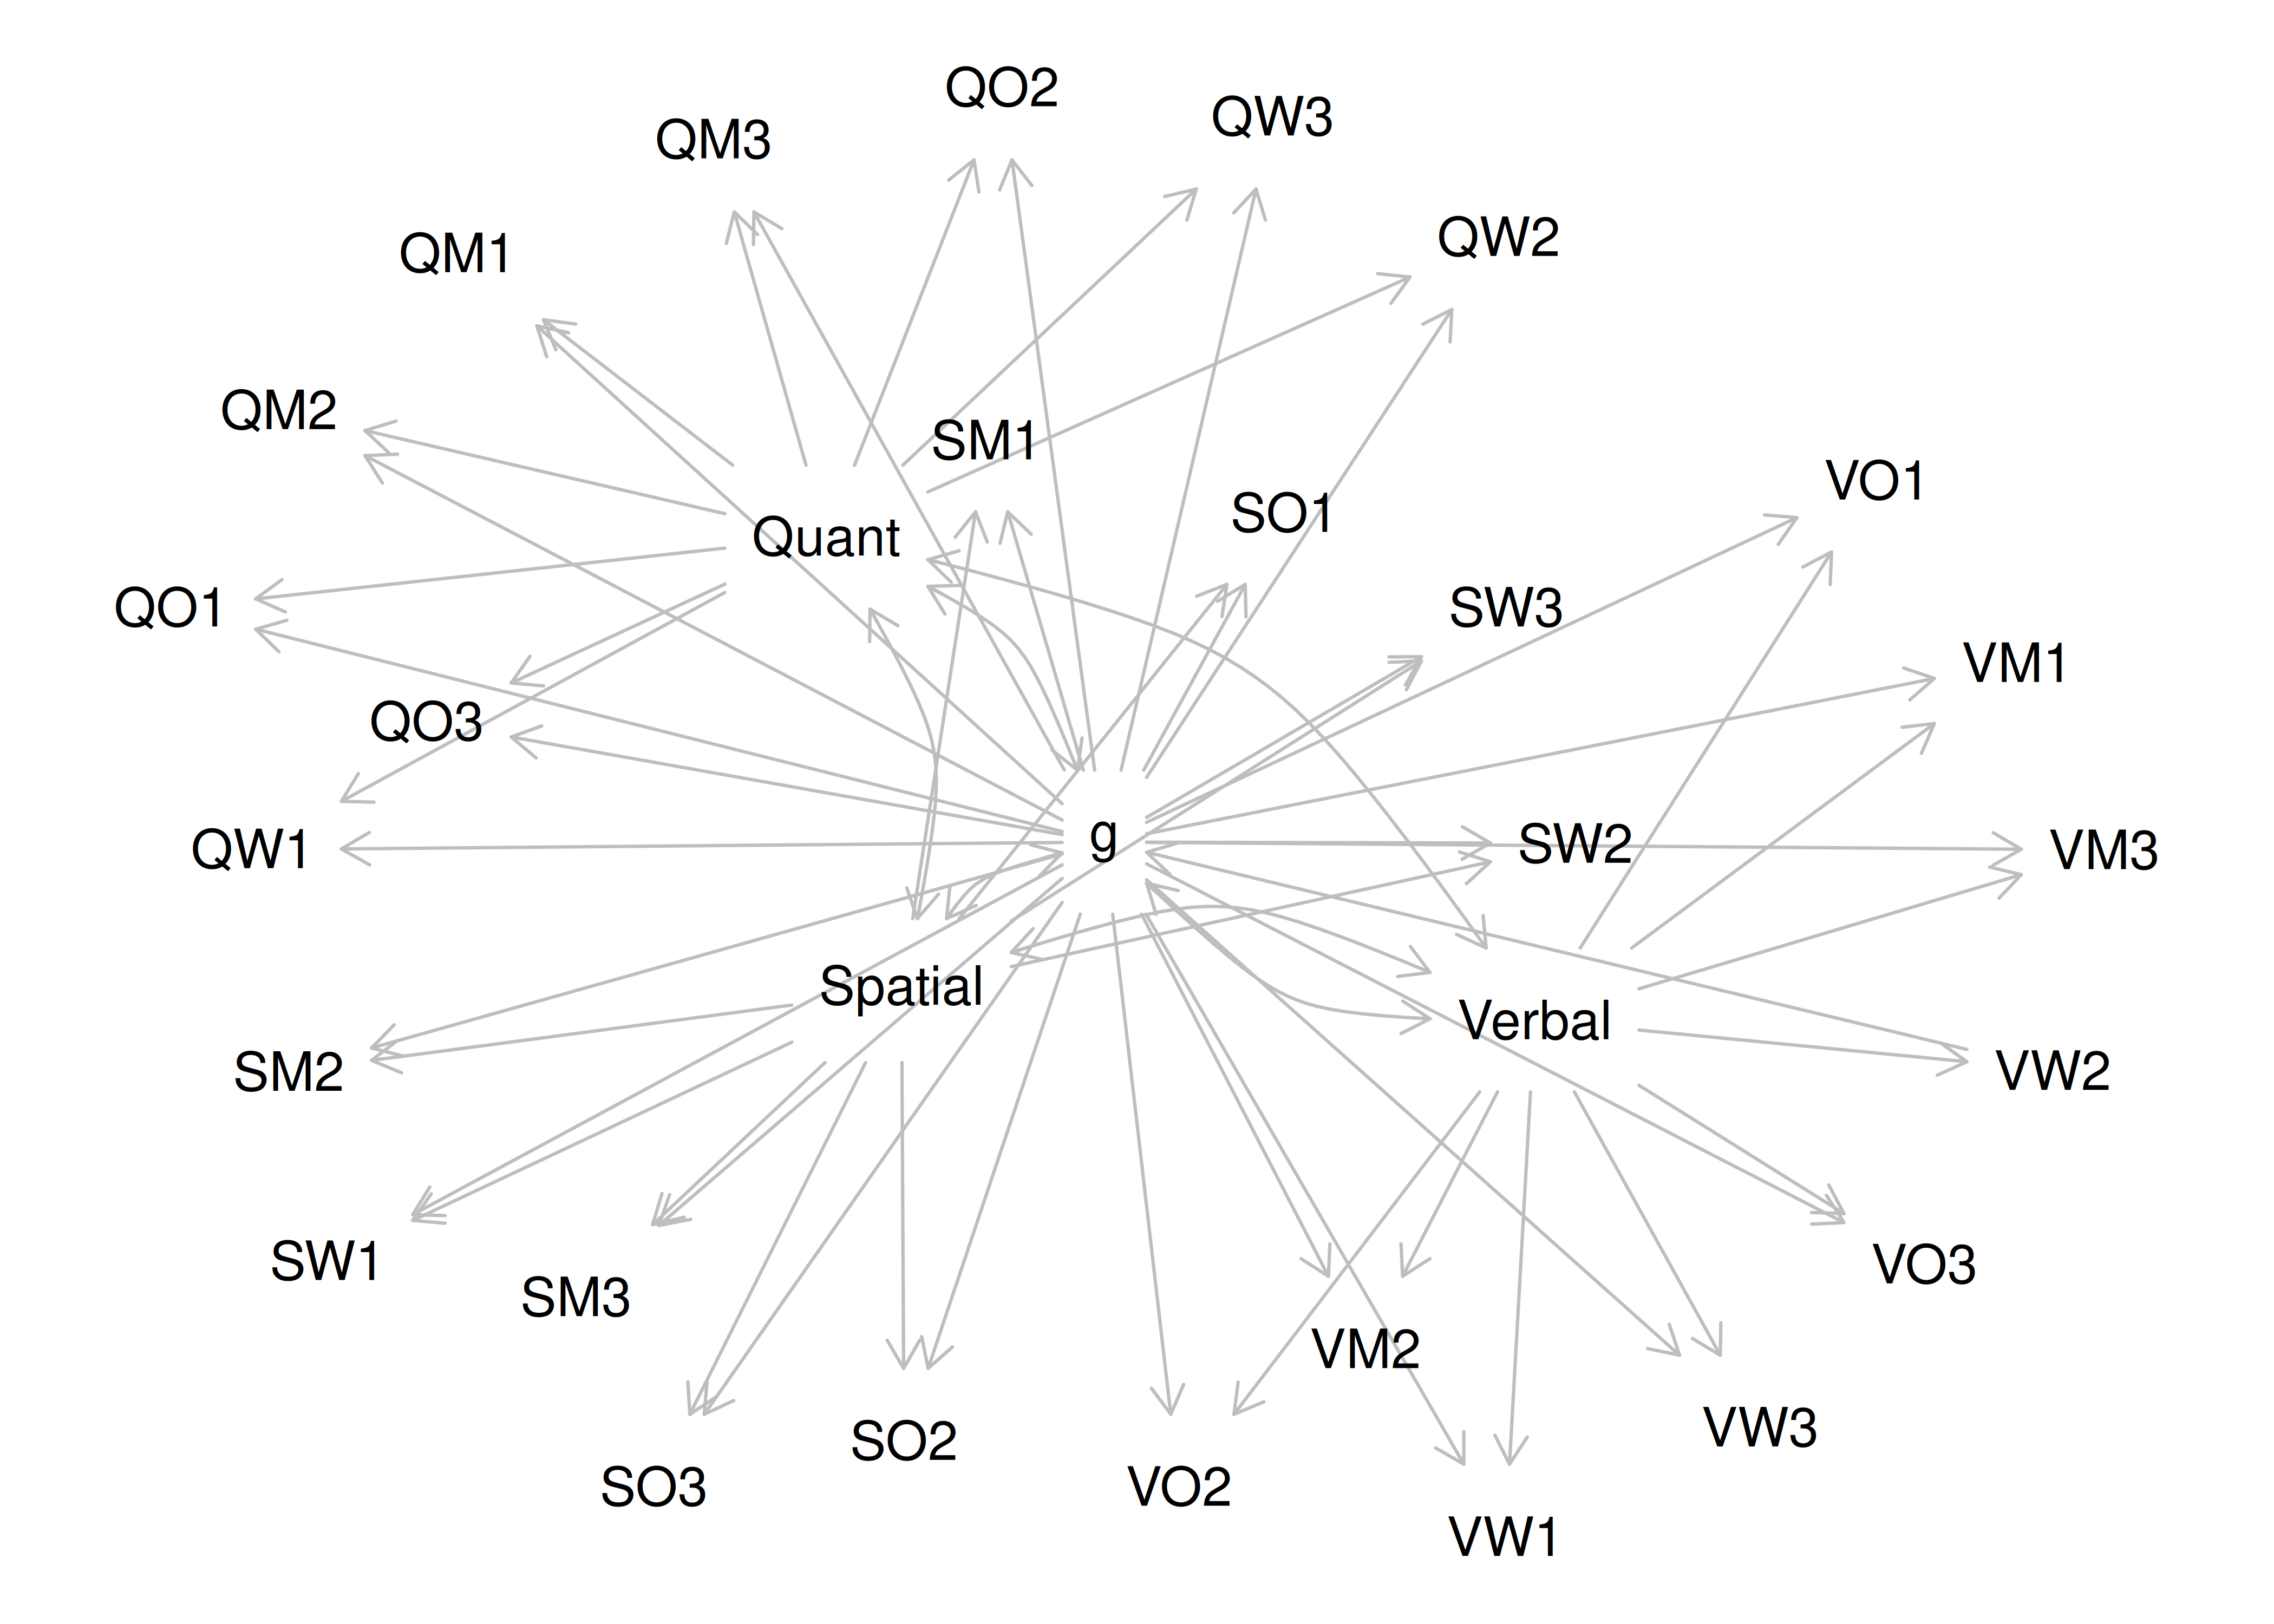 QO2
QW3
QM3
QW2
QM1
QM2
SM1
VO1
SO1
Quant
QO1
SW3
VM1
QO3
g
SW2
QW1
VM3
Spatial
Verbal
SM2
VW2
SW1
VO3
SM3
VM2
VW3
SO2
SO3
VO2
VW1